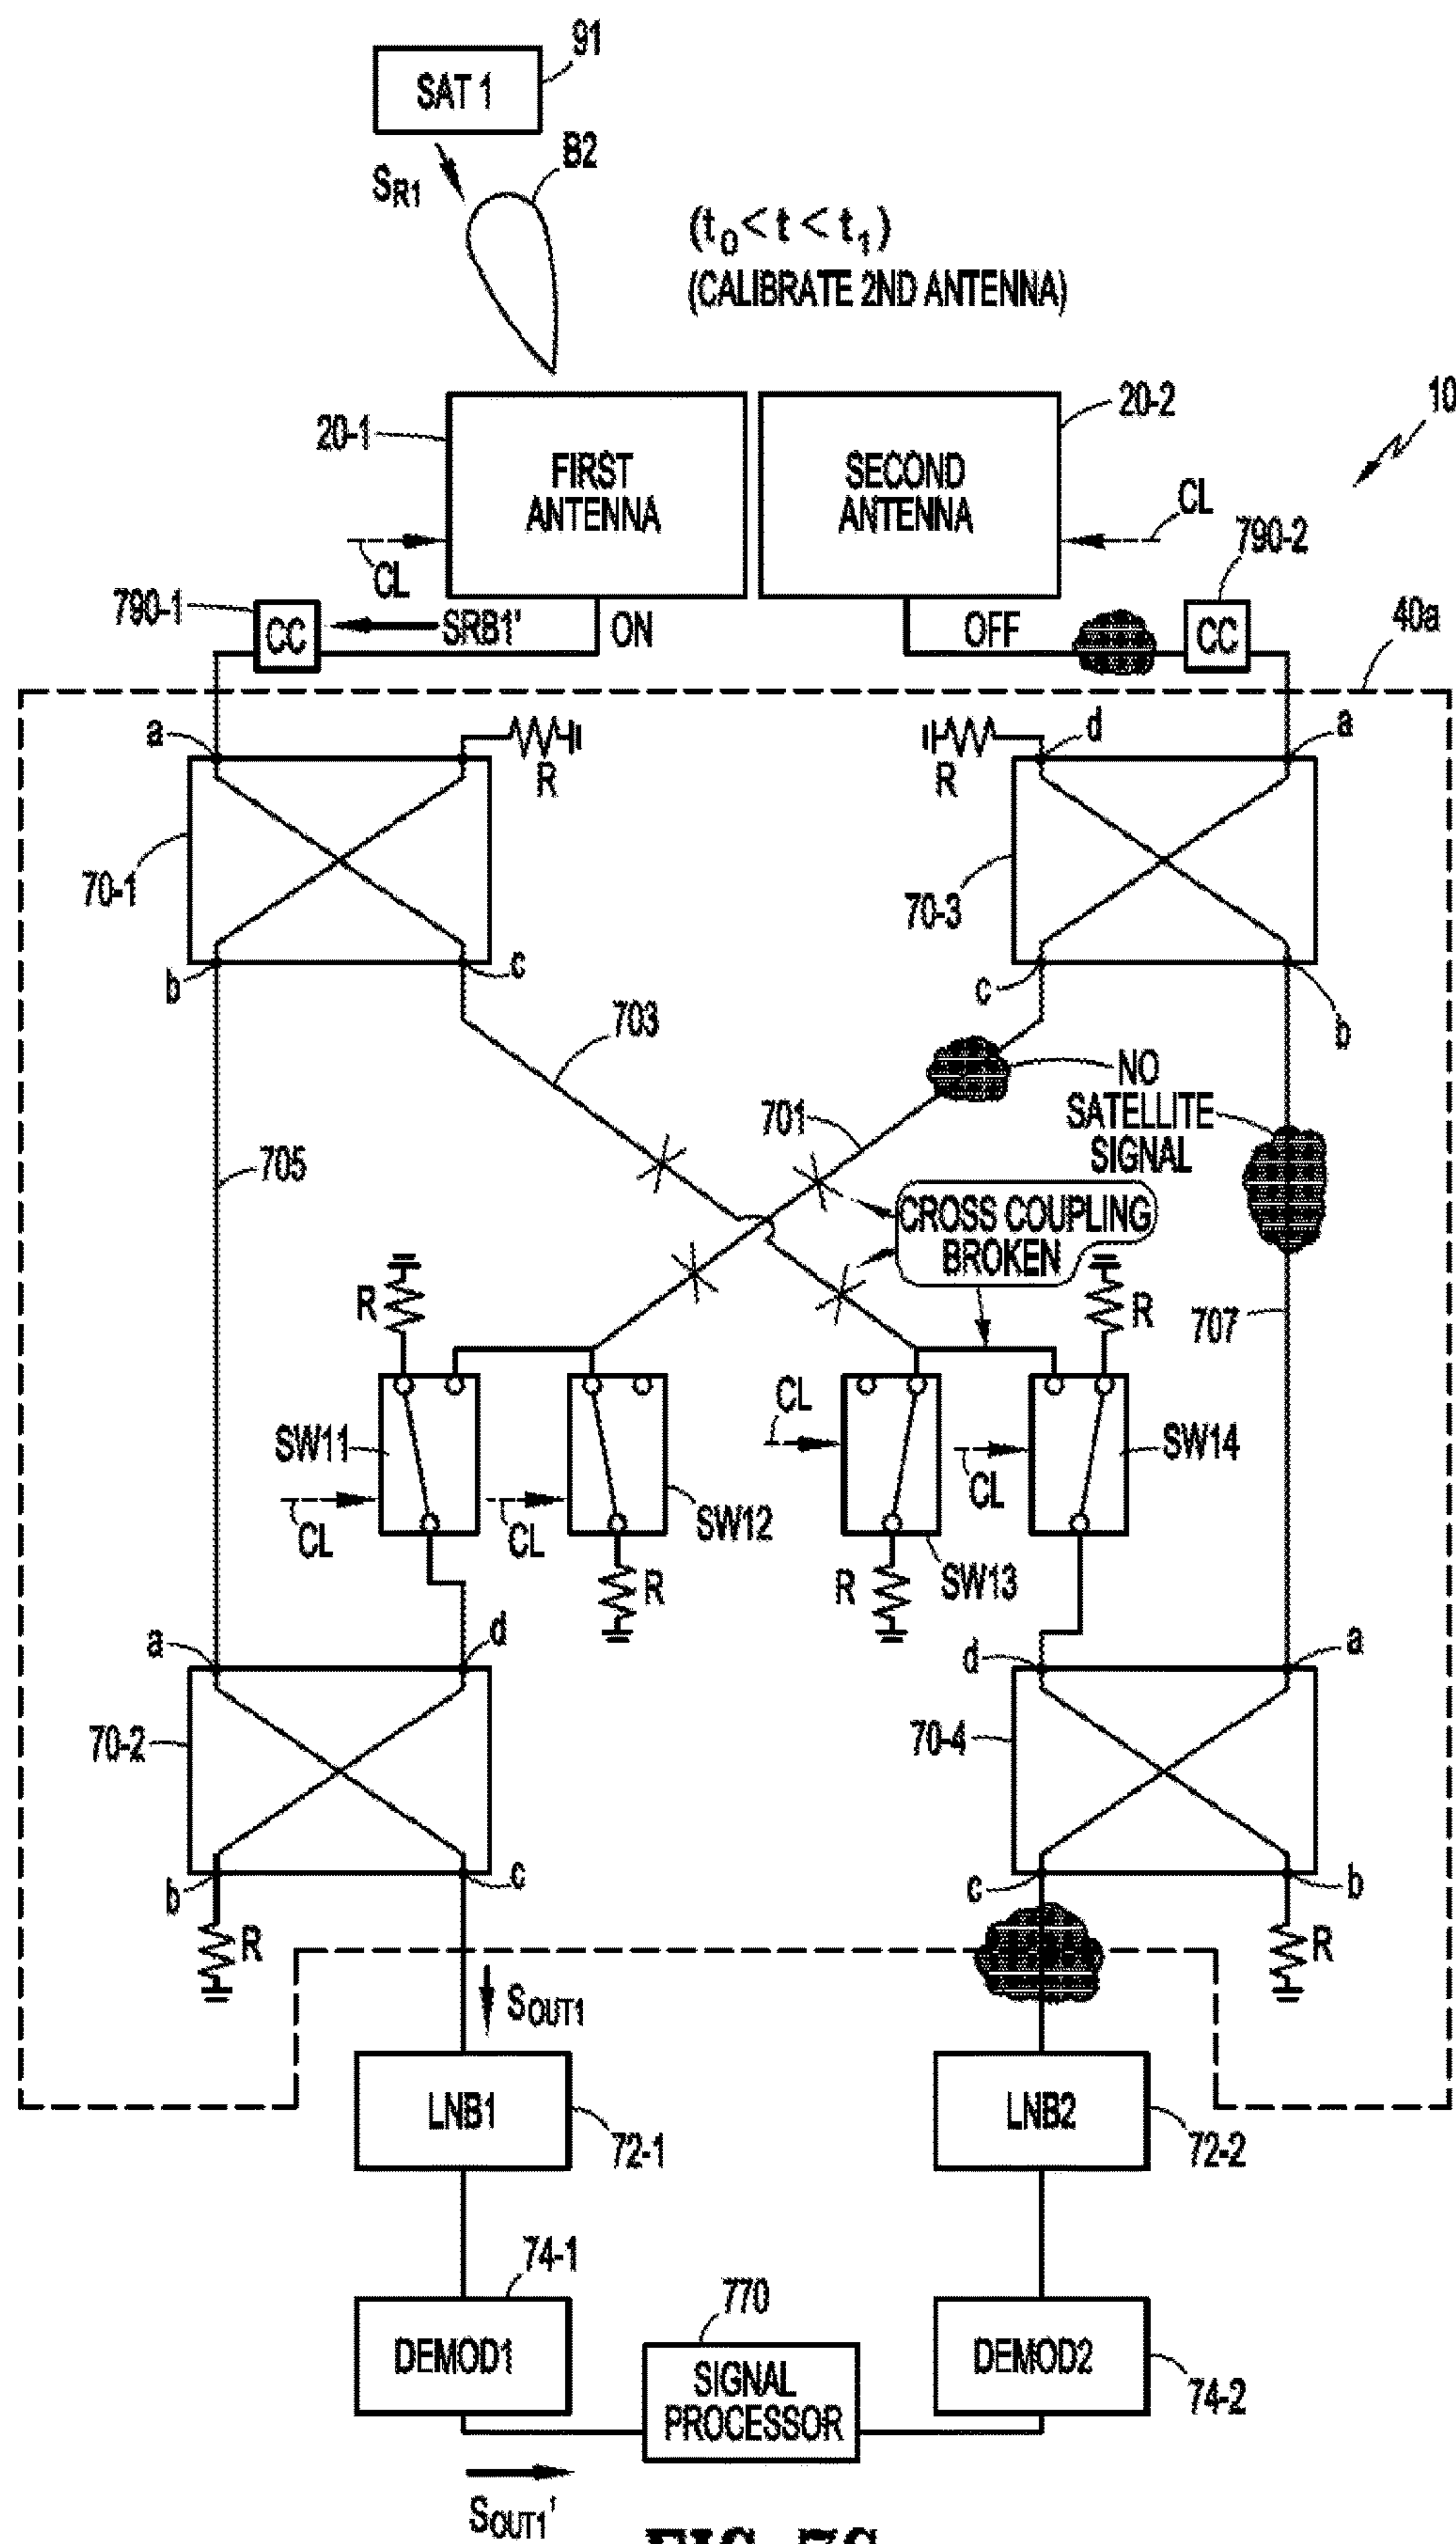 91
SAT 1
B2
SR1
(t0 < t < t1)
(CALIBRATE 2ND ANTENNA)
20-1
20-2
10
FIRST
ANTENNA
SECOND
ANTENNA
CL
CL
790-1
790-2
CC
SRB1'
ON
OFF
CC
40a
a
R
R
d
a
70-1
70-3
b
c
c
b
703
NO
SATELLITE
SIGNAL
701
705
CROSS COUPLING
BROKEN
R
R
707
CL
SW11
SW14
CL
CL
CL
SW12
SW13
R
R
a
d
d
a
70-2
70-4
b
c
c
b
R
R
SOUT1
LNB1
LNB2
72-1
72-2
74-1
770
DEMOD1
SIGNAL
PROCESSOR
DEMOD2
74-2
SOUT1'